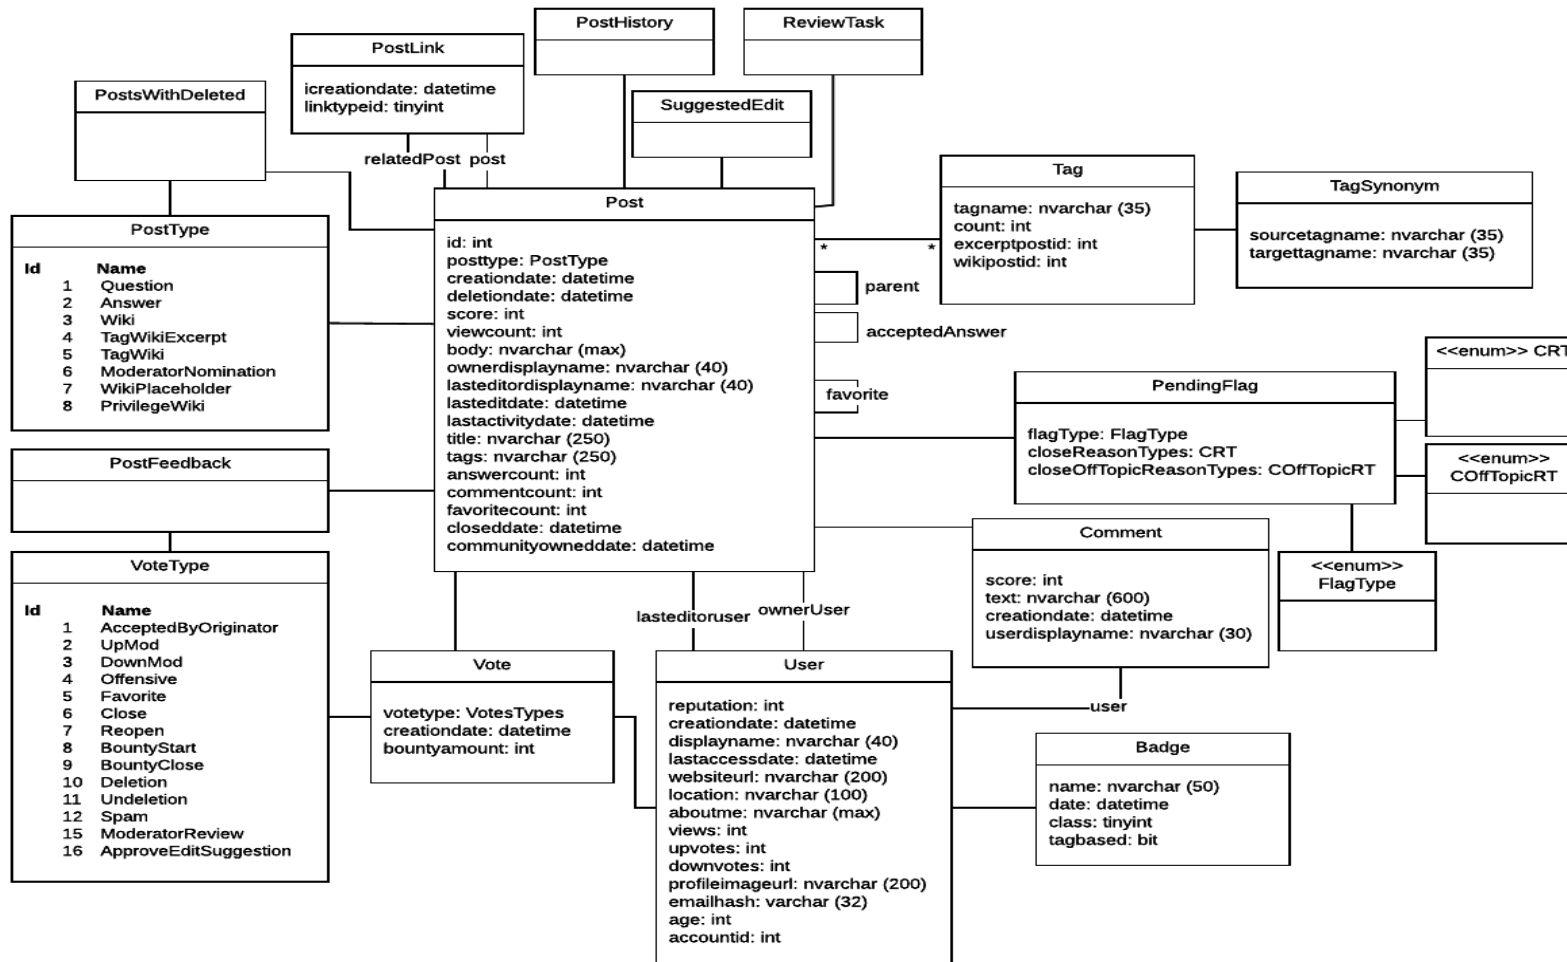 PostHistory
ReviewTask
PostLink
icreationdate: datetime
linktypeid: tinyint
PostsWithDeleted
SuggestedEdit
relatedPost post
Tag
tagname: nvarchar (35)
count: int
excerptpostid: int
wikipostid: int
TagSynonym
sourcetagname: nvarchar (35)
targettagname: nvarchar (35)
PostType
Id Name
1 Question
2 Answer
3 Wiki
4 TagWikiExcerpt
5 TagWiki
6 ModeratorNomination
7 WikiPlaceholder
8 PrivilegeWiki
Post
id: int
posttype: PostType
creationdate: datetime
deletiondate: datetime
score: int
viewcount: int
body: nvarchar (max)
ownerdisplayname: nvarchar (40)
lasteditordisplayname: nvarchar (40)
lasteditdate: datetime
lastactivitydate: datetime
title: nvarchar (250)
tags: nvarchar (250)
answercount: int
commentcount: int
favoritecount: int
closeddate: datetime
communityowneddate: datetime
* *
parent
acceptedAnswer
favorite
<<enum>> CRT
PendingFlag
flagType: FlagType
closeReasonTypes: CRT
closeOffTopicReasonTypes: COffTopicRT
<<enum>>
COffTopicRT
<<enum>>
FlagType
PostFeedback
Comment
score: int
text: nvarchar (600)
creationdate: datetime
userdisplayname: nvarchar (30)
VoteType
Id Name
1 AcceptedByOriginator
2 UpMod
3 DownMod
4 Offensive
5 Favorite
6 Close
7 Reopen
8 BountyStart
9 BountyClose
10 Deletion
11 Undeletion
12 Spam
15 ModeratorReview
16 ApproveEditSuggestion
lasteditoruser
ownerUser
Vote
votetype: VotesTypes
creationdate: datetime
bountyamount: int
User
reputation: int
creationdate: datetime
displayname: nvarchar (40)
lastaccessdate: datetime
websiteurl: nvarchar (200)
location: nvarchar (100)
aboutme: nvarchar (max)
views: int
upvotes: int
downvotes: int
profileimageurl: nvarchar (200)
emailhash: varchar (32)
age: int
accountid: int
user
Badge
name: nvarchar (50)
date: datetime
class: tinyint
tagbased: bit